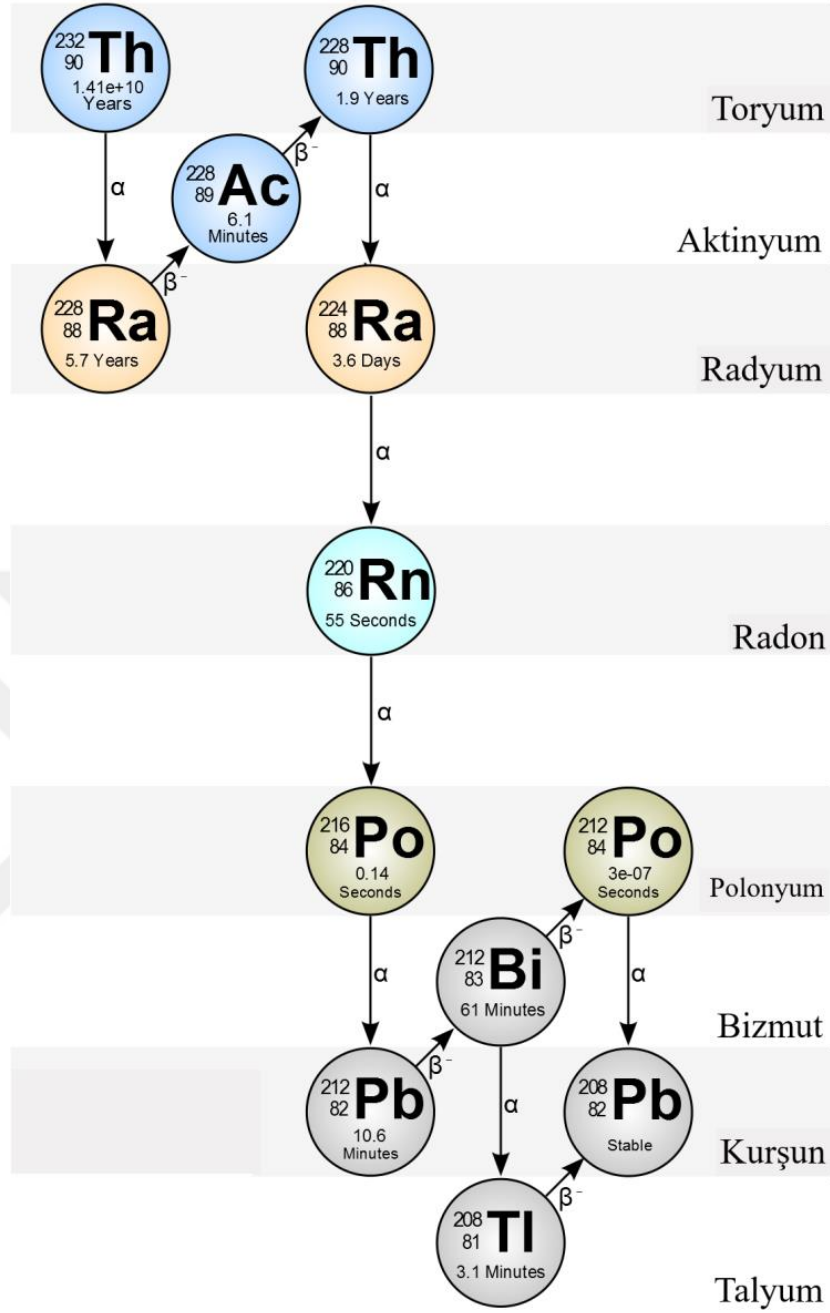 232
90 Th
1.41e+10
Years
228
90 Th
1.9 Years
Toryum
α
β⁻
α
228
89 Ac
6.1
Minutes
Aktinyum
β⁻
228
88 Ra
5.7 Years
224
88 Ra
3.6 Days
Radyum
α
220
86 Rn
55 Seconds
Radon
α
216
84 Po
0.14
Seconds
212
84 Po
3e-07
Seconds
Polonyum
α
β⁻
α
212
83 Bi
61 Minutes
Bizmut
β⁻
212
82 Pb
10.6
Minutes
α
208
82 Pb
Stable
Kurşun
β⁻
208
81 Tl
3.1 Minutes
Talyum